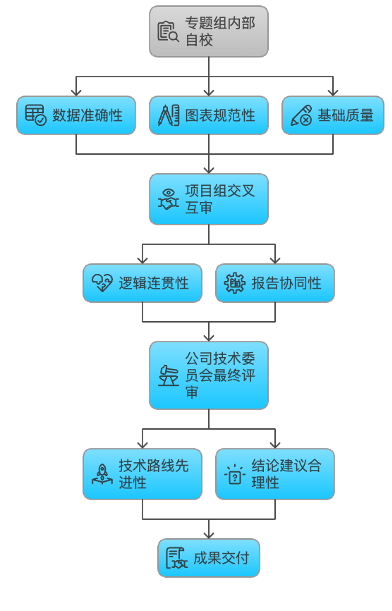 专题组内部
自校
数据准确性
图表规范性
基础质量
项目组交叉
互审
逻辑连贯性
报告协同性
公司技术委
员会最终评
审
技术路线先
进性
结论建议合
理性
成果交付